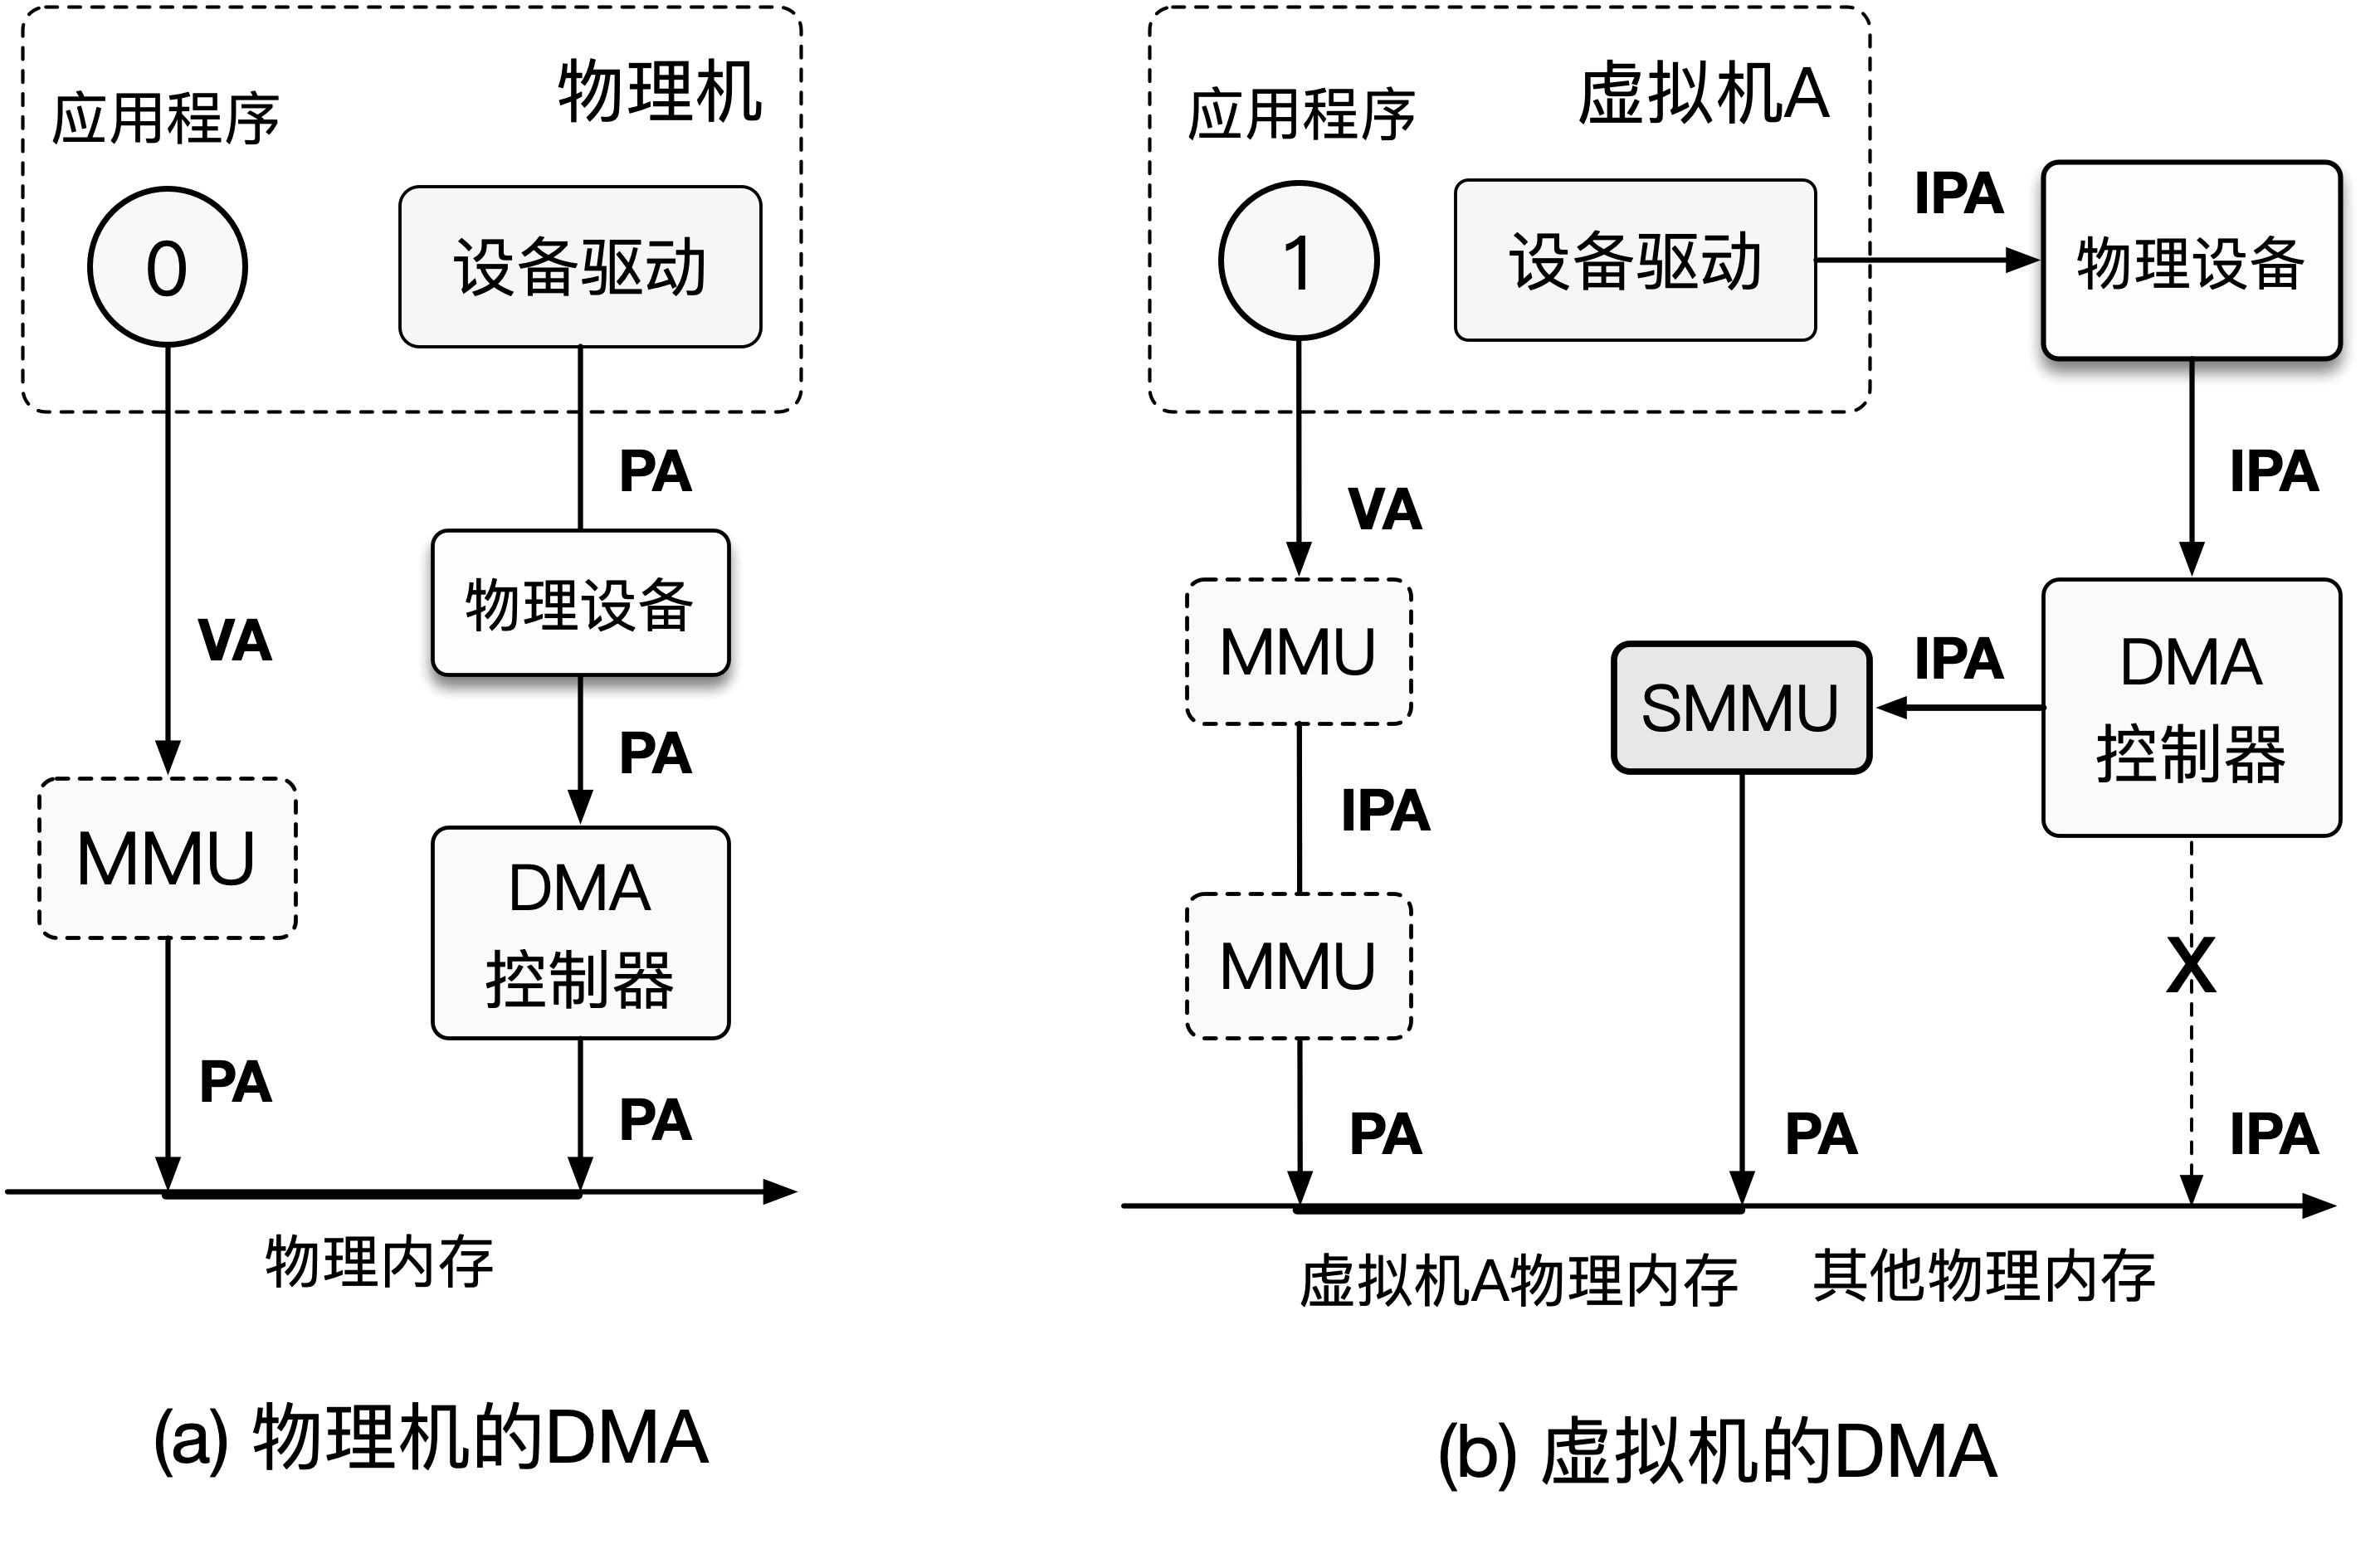 物理机
应用程序
0
设备驱动
PA
物理设备
VA
PA
MMU
DMA
控制器
PA
PA
物理内存
(a) 物理机的DMA
虚拟机A
应用程序
1
设备驱动
IPA
物理设备
VA
IPA
MMU
SMMU
IPA
DMA
控制器
IPA
MMU
X
PA
PA
IPA
虚拟机A物理内存
其他物理内存
(b) 虚拟机的DMA